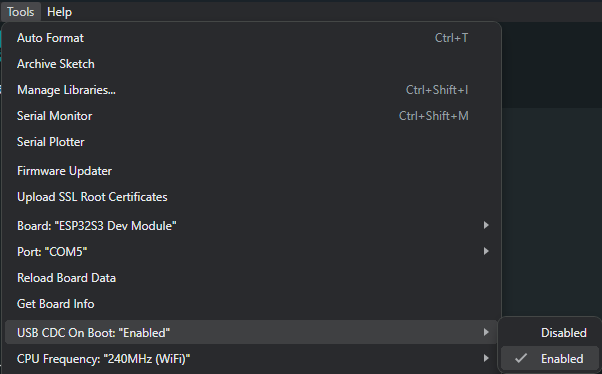 Tools Help
Auto Format Ctrl+T
Archive Sketch
Manage Libraries... Ctrl+Shift+I
Serial Monitor Ctrl+Shift+M
Serial Plotter
Firmware Updater
Upload SSL Root Certificates
Board: "ESP32S3 Dev Module"
Port: "COM5"
Reload Board Data
Get Board Info
USB CDC On Boot: "Enabled"
Disabled
CPU Frequency: "240MHz (WiFi)"
Enabled